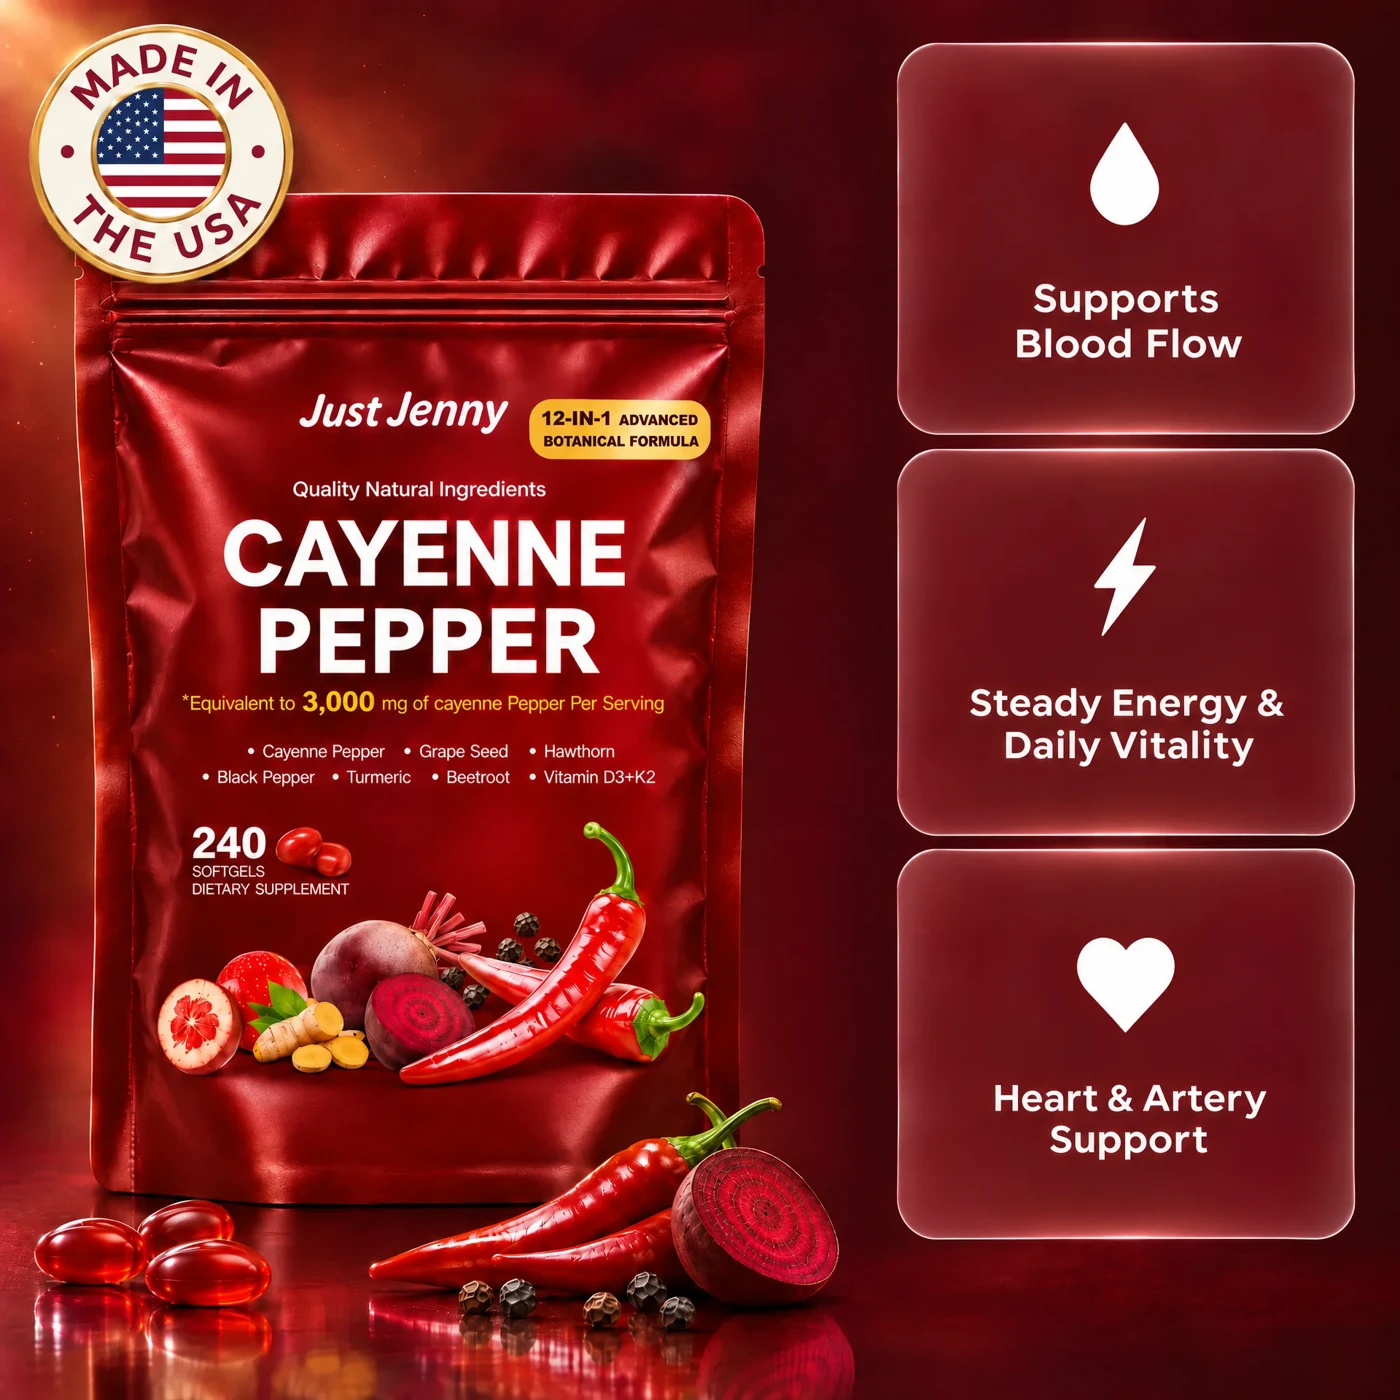 MADE IN
THE USA
Just Jenny
12-IN-1 ADVANCED
BOTANICAL FORMULA
Quality Natural Ingredients
CAYENNE
PEPPER
*Equivalent to 3,000 mg of cayenne Pepper Per Serving
• Cayenne Pepper • Grape Seed • Hawthorn
• Black Pepper • Turmeric • Beetroot • Vitamin D3+K2
240
SOFTGELS
DIETARY SUPPLEMENT
Supports
Blood Flow
Steady Energy &
Daily Vitality
Heart & Artery
Support